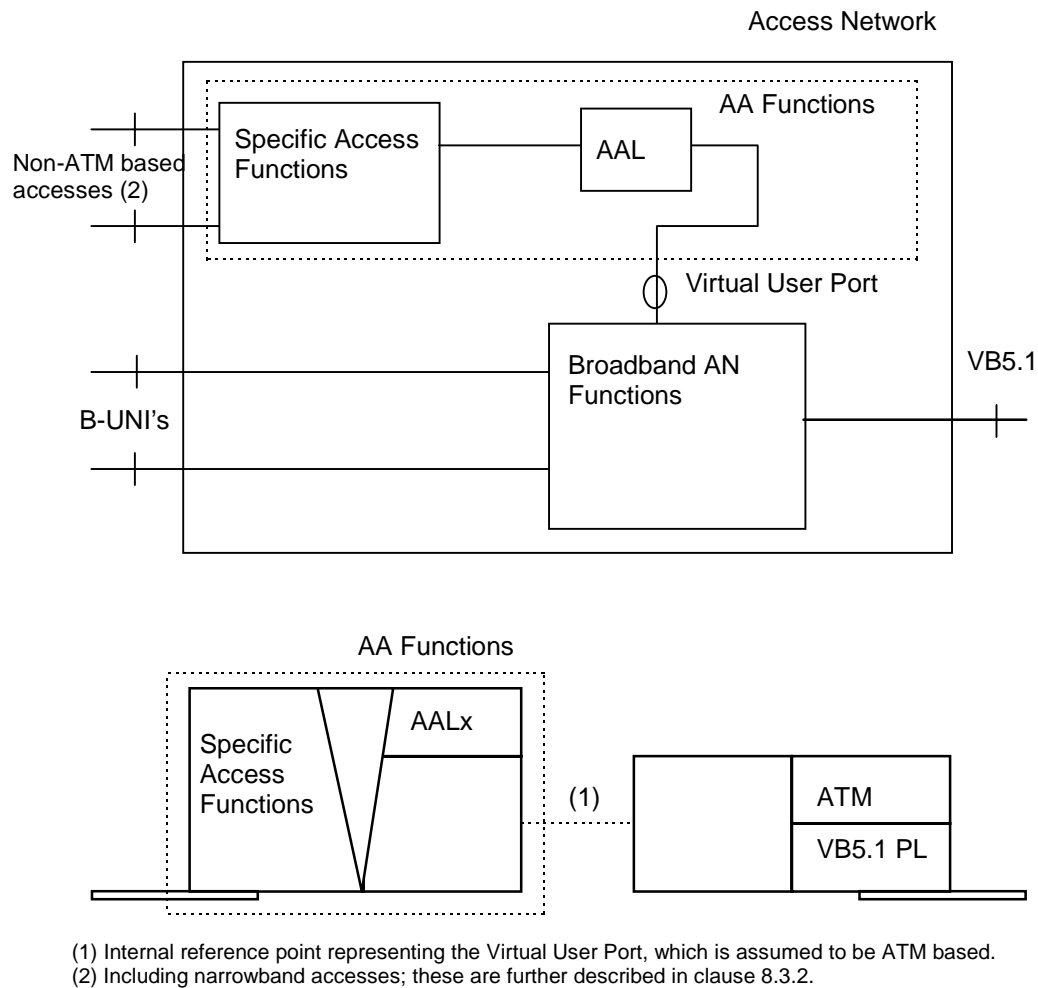 Access Network
AA Functions
Specific Access
Functions
AAL
Non-ATM based
accesses (2)
Virtual User Port
Broadband AN
Functions
VB5.1
B-UNI's
AA Functions
Specific
Access
Functions
AALx
(1)
ATM
VB5.1 PL
(1) Internal reference point representing the Virtual User Port, which is assumed to be ATM based.
(2) Including narrowband accesses; these are further described in clause 8.3.2.